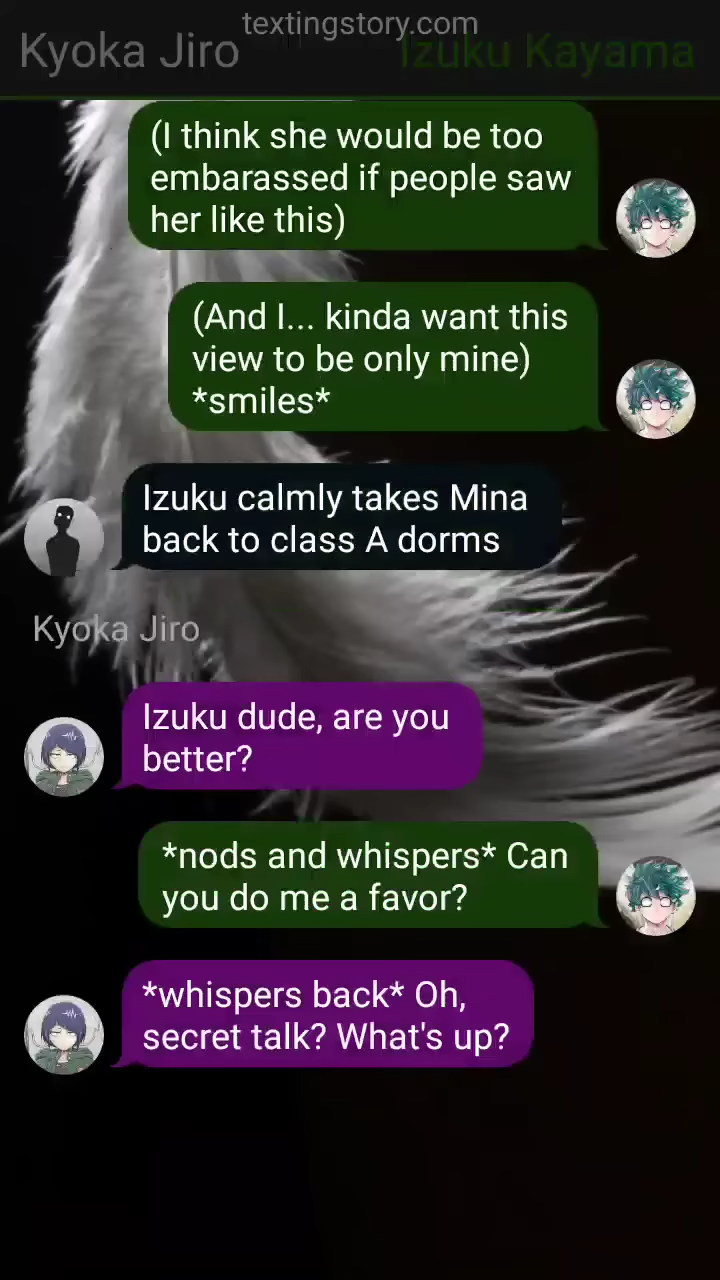 textingstory.com
Kyoka Jiro
Izuku Kayama
(I think she would be too
embarassed if people saw
her like this)
(And I... kinda want this
view to be only mine)
*smiles*
Izuku calmly takes Mina
back to class A dorms
Kyoka Jiro
Izuku dude, are you
better?
*nods and whispers* Can
you do me a favor?
*whispers back* Oh,
secret talk? What's up?